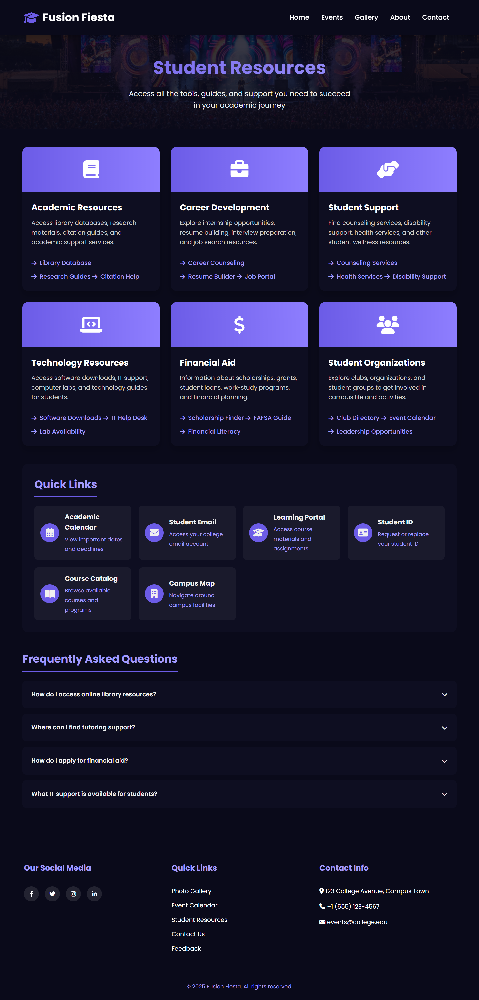 Fusion Fiesta
Home Events Gallery About Contact
Student Resources
Access all the tools, guides, and support you need to succeed
in your academic journey
Academic Resources
Access library databases, research
materials, citation guides, and
academic support services.
Library Database
Research Guides Citation Help
Career Development
Explore internship opportunities,
resume building, interview preparation,
and job search resources.
Career Counseling
Resume Builder Job Portal
Student Support
Find counseling services, disability
support, health services, and other
student wellness resources.
Counseling Services
Health Services Disability Support
Technology Resources
Access software downloads, IT support,
computer labs, and technology guides
for students.
Software Downloads IT Help Desk
Lab Availability
Financial Aid
Information about scholarships, grants,
student loans, work-study programs,
and financial planning.
Scholarship Finder FAFSA Guide
Financial Literacy
Student Organizations
Explore clubs, organizations, and
student groups to get involved in
campus life and activities.
Club Directory Event Calendar
Leadership Opportunities
Quick Links
Academic
Calendar
View important dates
and deadlines
Student Email
Access your college
email account
Learning Portal
Access course
materials and
assignments
Student ID
Request or replace
your student ID
Course Catalog
Browse available
courses and
programs
Campus Map
Navigate around
campus facilities
Frequently Asked Questions
How do I access online library resources?
Where can I find tutoring support?
How do I apply for financial aid?
What IT support is available for students?
Our Social Media
Quick Links
Photo Gallery
Event Calendar
Student Resources
Contact Us
Feedback
Contact Info
123 College Avenue, Campus Town
+1 (555) 123-4567
events@college.edu
© 2025 Fusion Fiesta. All rights reserved.